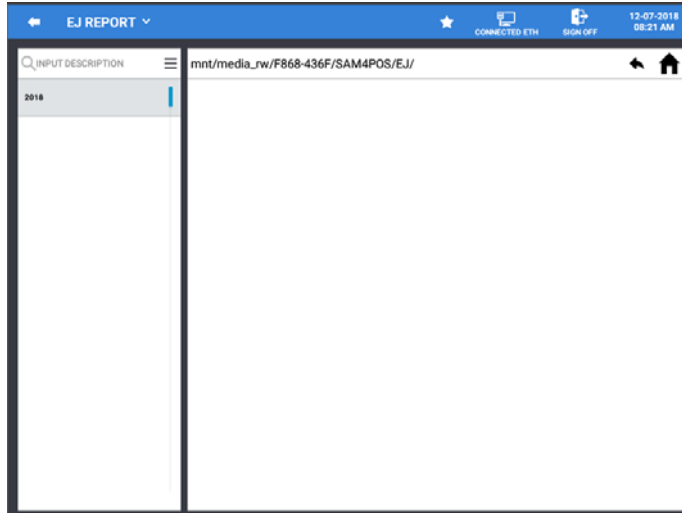 EJ REPORT
CONNECTED ETH
SIGN OFF
12-07-2018
08:21 AM
INPUT DESCRIPTION
mnt/media_rw/F868-436F/SAM4POS/EJ/
2018